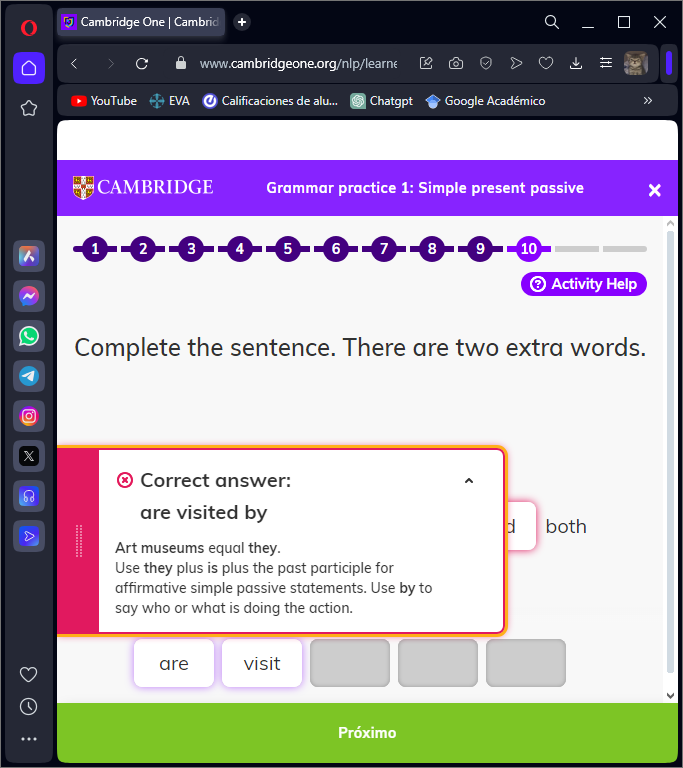 Cambridge One | Cambrid
www.cambridgeone.org/nlp/learne
YouTube EVA Calificaciones de alu... Chatgpt Google Académico »
CAMBRIDGE Grammar practice 1: Simple present passive
1 2 3 4 5 6 7 8 9 10
Activity Help
Complete the sentence. There are two extra words.
Correct answer:
are visited by
d both
Art museums equal they.
Use they plus is plus the past participle for
affirmative simple passive statements. Use by to
say who or what is doing the action.
are visit
Próximo